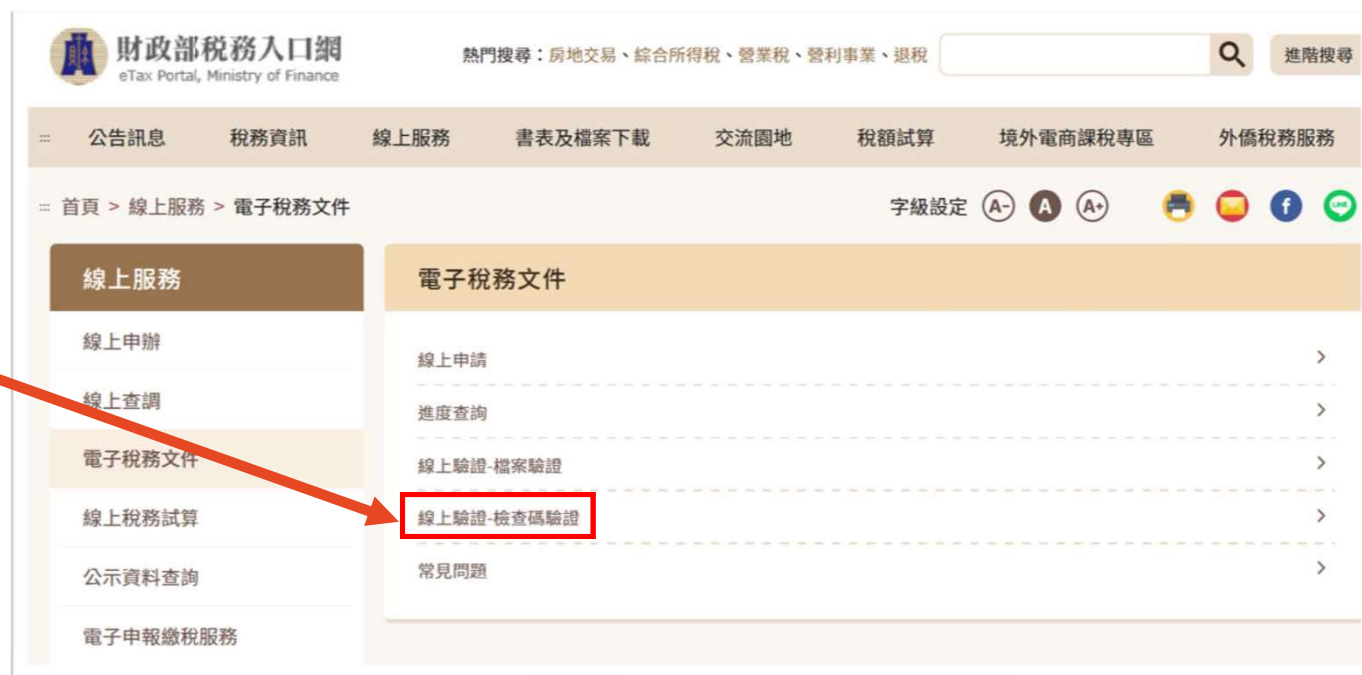 財政部稅務入口網
eTax Portal, Ministry of Finance
熱門搜尋：房地交易、綜合所得稅、營業稅、營利事業、退稅
進階搜尋
公告訊息 稅務資訊 線上服務 書表及檔案下載 交流園地 稅額試算 境外電商課稅專區 外僑稅務服務
首頁 > 線上服務 > 電子稅務文件
字級設定 A- A A+ f LINE
線上服務
線上申辦
線上查調
電子稅務文件
線上稅務試算
公示資料查詢
電子申報繳稅服務
電子稅務文件
線上申請
進度查詢
線上驗證-檔案驗證
線上驗證-檢查碼驗證
常見問題